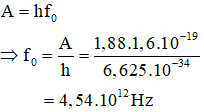 A = hf₀
⇒ f₀ = A/h = 1,88.1,6.10⁻¹⁹/6,625.10⁻³⁴
= 4,54.10¹²Hz